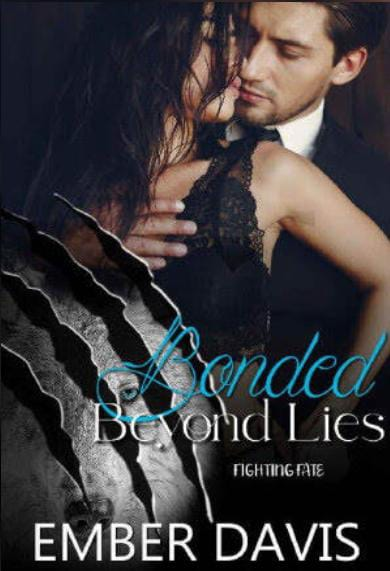 Bonded
Beyond Lies
FIGHTING FATE
EMBER DAVIS